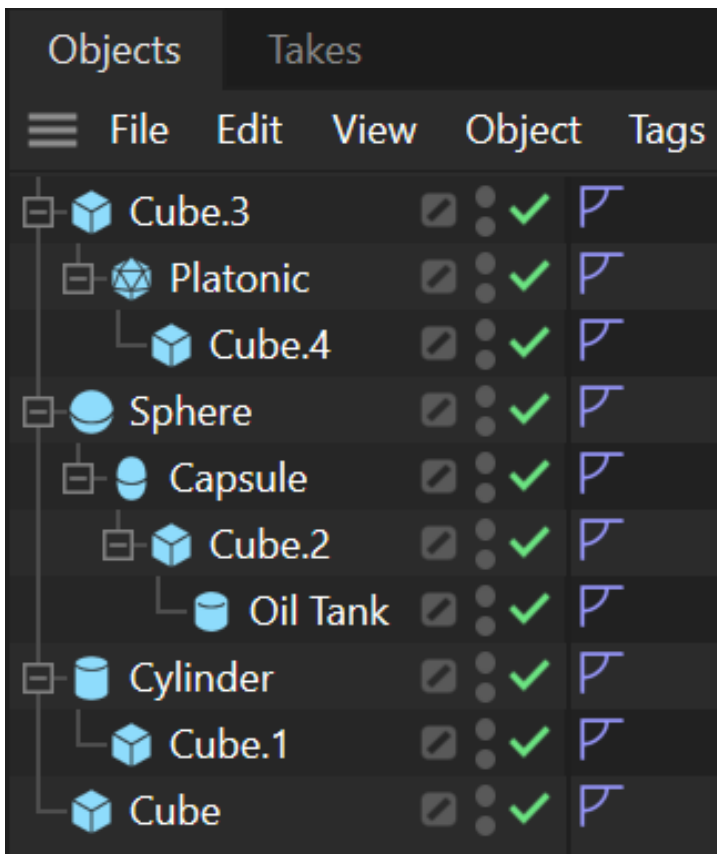 Objects Takes
File Edit View Object Tags
Cube.3
Platonic
Cube.4
Sphere
Capsule
Cube.2
Oil Tank
Cylinder
Cube.1
Cube